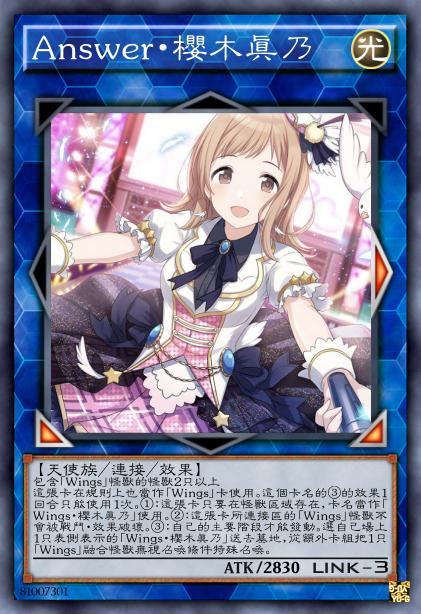 Answer・櫻木真乃
光
【天使族／連接／效果】
包含「Wings」怪獸的怪獸2只以上
這張卡在規則上也當作「Wings」卡使用。這個卡名的③的效果1
回合只能使用1次。①：這張卡只要在怪獸區域存在，卡名當作「
Wings・櫻木真乃」使用。②：這張卡所連接區的「Wings」怪獸不
會被戰鬥・效果破壞。③：自己的主要階段才能發動。選自己場上
1只表側表示的「Wings・櫻木真乃」送去墓地，從額外卡組把1只
「Wings」融合怪獸無視召喚條件特殊召喚。
ATK/2830 LINK-3
81007301